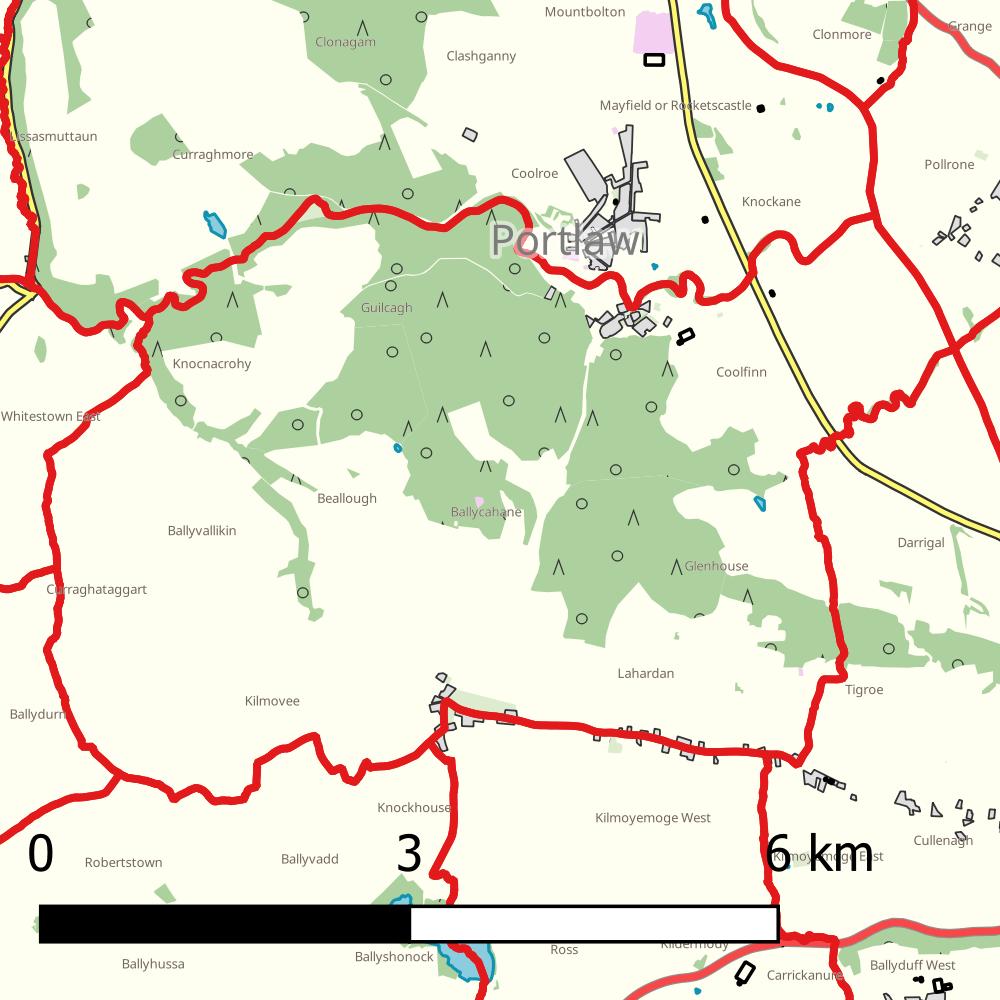 Mountbolton
Grange
Clonmore
Clonagam
Clashganny
Mayfield or Rocketscastle
Lissasmuttaun
Curraghmore
Pollrone
Coolroe
Knockane
Portlaw
Guilcagh
Knocnacrohy
Coolfinn
Whitestown East
Beallough
Ballycahane
Ballyvallikin
Darrigal
Glenhouse
Curraghataggart
Lahardan
Tigroe
Kilmovee
Ballydurn
Knockhouse
Kilmoyemoge West
Cullenagh
0 3 6 km
Kilmoyemoge East
Robertstown
Ballyvadd
Kildermody
Ross
Ballyshonock
Ballyhussa
Ballyduff West
Carrickanure